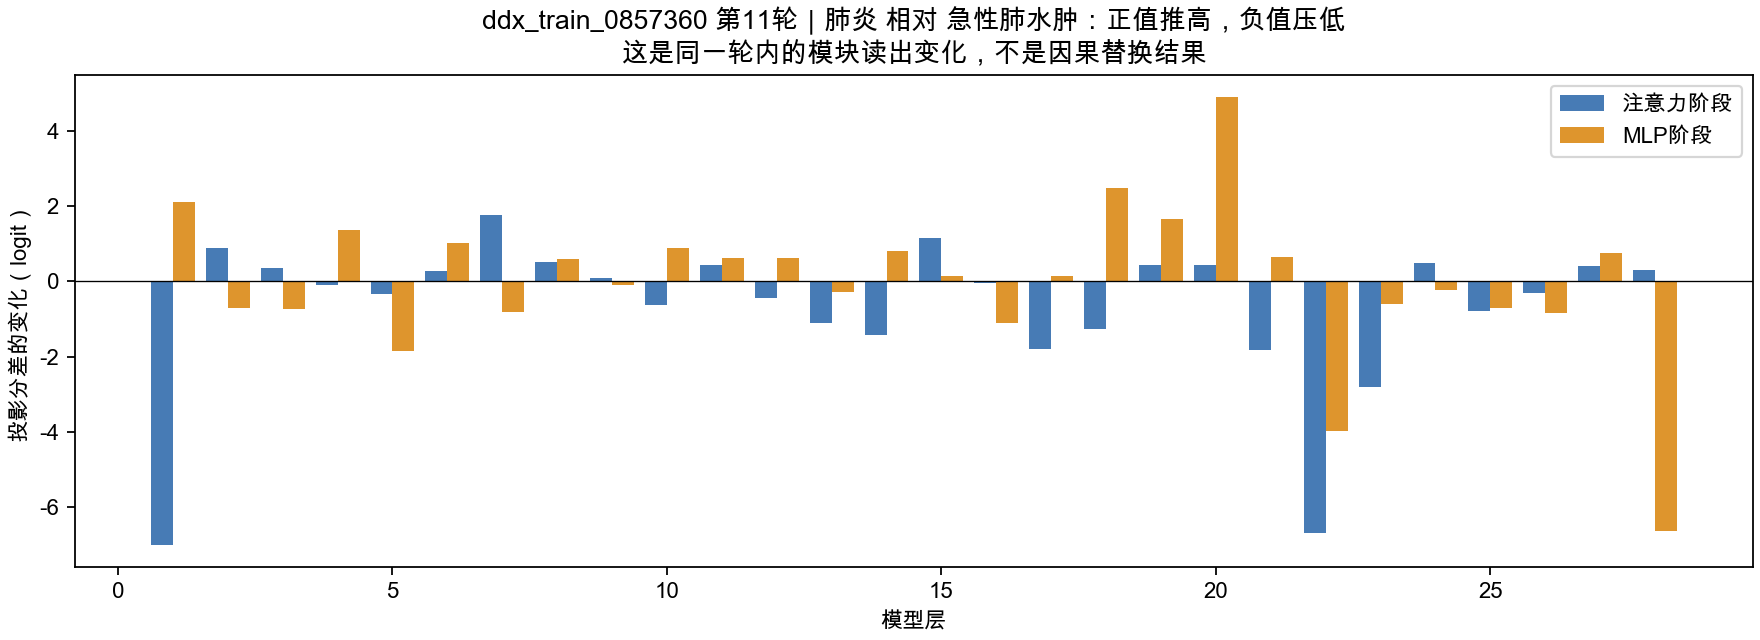 ddx_train_0857360 第11轮 | 肺炎 相对 急性肺水肿：正值推高，负值压低
这是同一轮内的模块读出变化，不是因果替换结果
注意力阶段
MLP阶段
投影分差的变化（logit）
4
2
0
-2
-4
-6
0
5
10
15
20
25
模型层